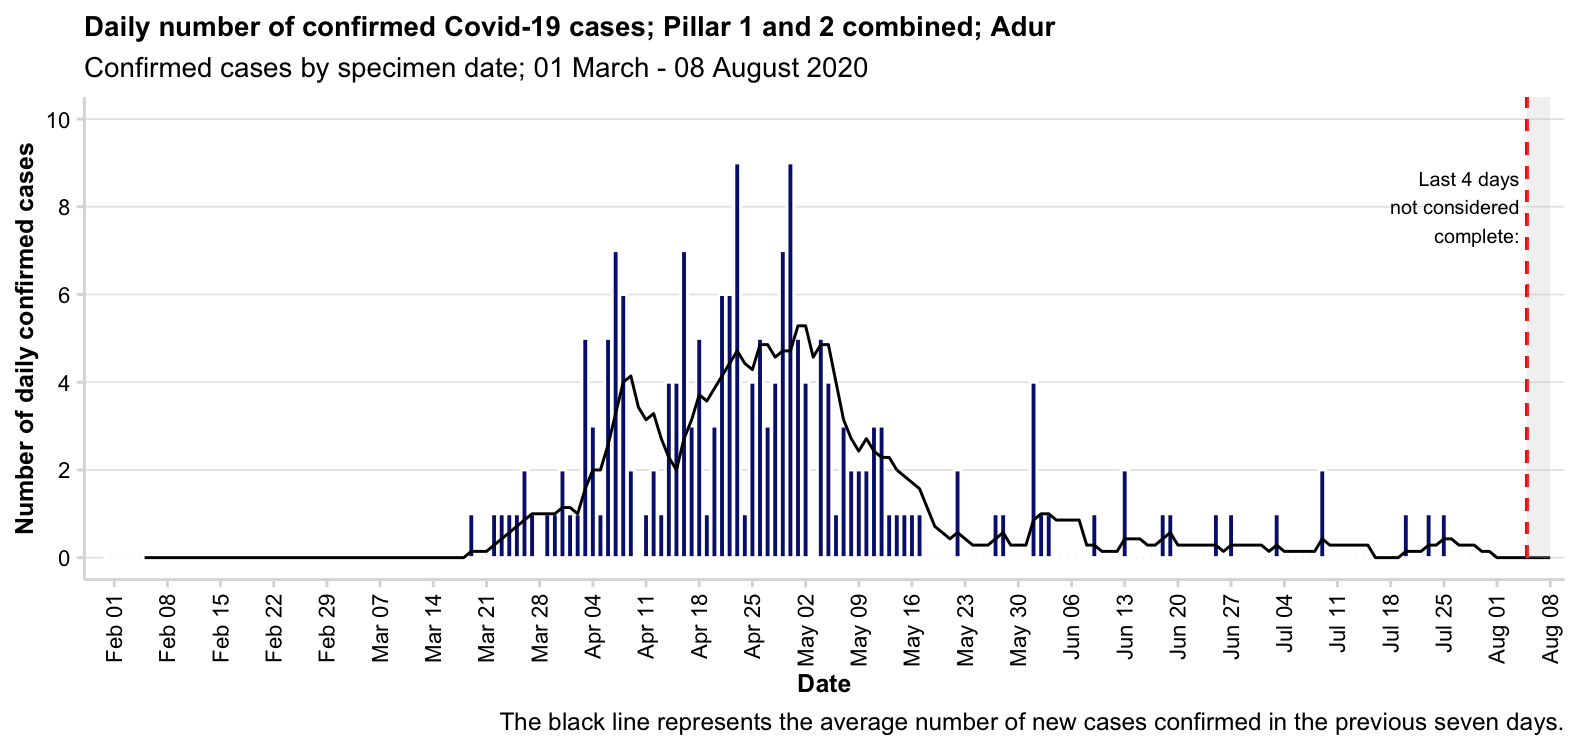 Daily number of confirmed Covid-19 cases; Pillar 1 and 2 combined; Adur
Confirmed cases by specimen date; 01 March - 08 August 2020
Number of daily confirmed cases
10
8
6
4
2
0
Last 4 days
not considered
complete:
Feb 01
Feb 08
Feb 15
Feb 22
Feb 29
Mar 07
Mar 14
Mar 21
Mar 28
Apr 04
Apr 11
Apr 18
Apr 25
May 02
May 09
May 16
May 23
May 30
Jun 06
Jun 13
Jun 20
Jun 27
Jul 04
Jul 11
Jul 18
Jul 25
Aug 01
Aug 08
Date
The black line represents the average number of new cases confirmed in the previous seven days.